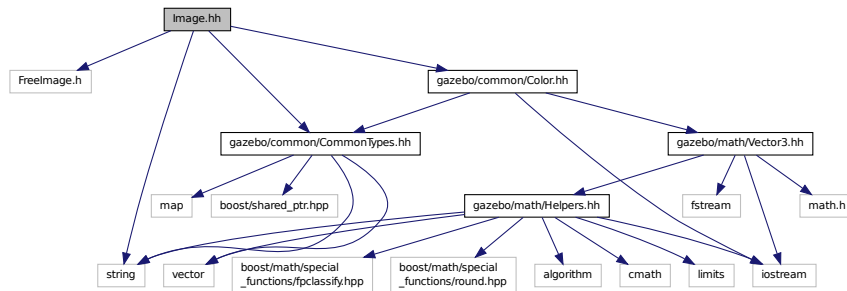 Image.hh
FreeImage.h
gazebo/common/Color.hh
gazebo/common/CommonTypes.hh
gazebo/math/Vector3.hh
map
boost/shared_ptr.hpp
gazebo/math/Helpers.hh
fstream
math.h
string
vector
boost/math/special
_functions/fpclassify.hpp
boost/math/special
_functions/round.hpp
algorithm
cmath
limits
iostream